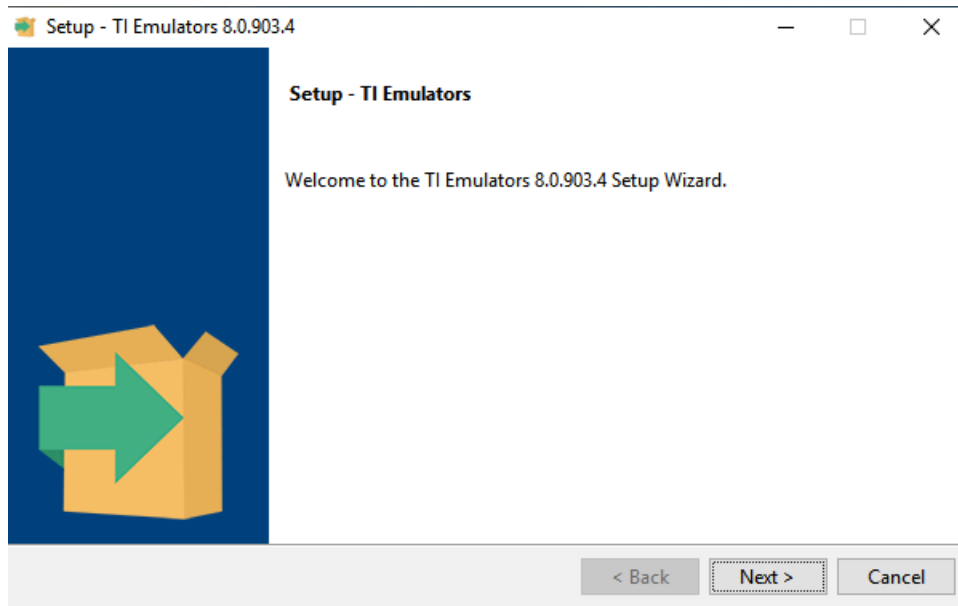 Setup - TI Emulators 8.0.903.4
Setup - TI Emulators
Welcome to the TI Emulators 8.0.903.4 Setup Wizard.
< Back Next > Cancel